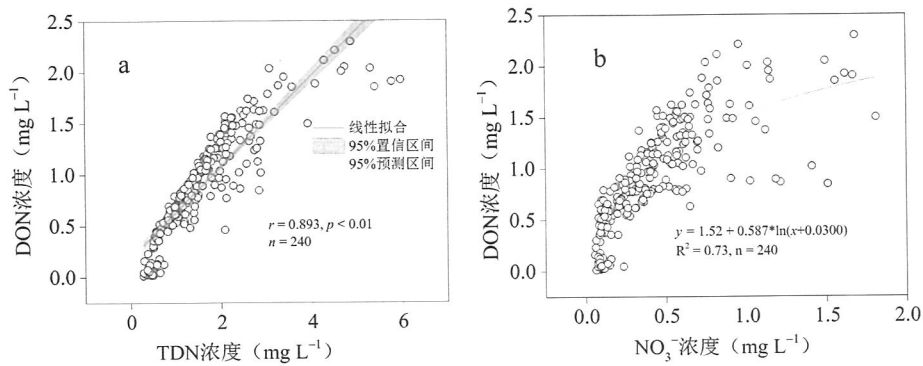 a
DON浓度（mg L⁻¹）
2.5
2.0
1.5
1.0
0.5
0.0
线性拟合
95%置信区间
95%预测区间
r = 0.893, p < 0.01
n = 240
0 2 4 6
TDN浓度（mg L⁻¹）
b
DON浓度（mg L⁻¹）
2.5
2.0
1.5
1.0
0.5
0.0
y = 1.52 + 0.587*ln(x+0.0300)
R² = 0.73, n = 240
0.0 0.5 1.0 1.5 2.0
NO₃⁻浓度（mg L⁻¹）